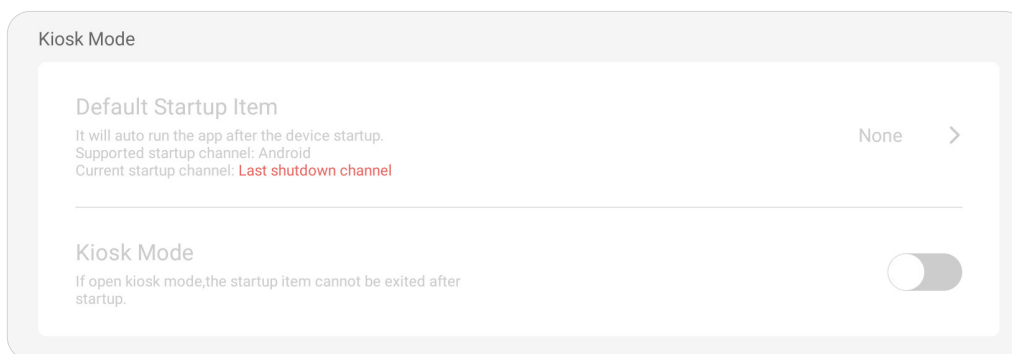 Kiosk Mode
Default Startup Item
It will auto run the app after the device startup.
Supported startup channel: Android
Current startup channel: Last shutdown channel
None
Kiosk Mode
If open kiosk mode,the startup item cannot be exited after
startup.